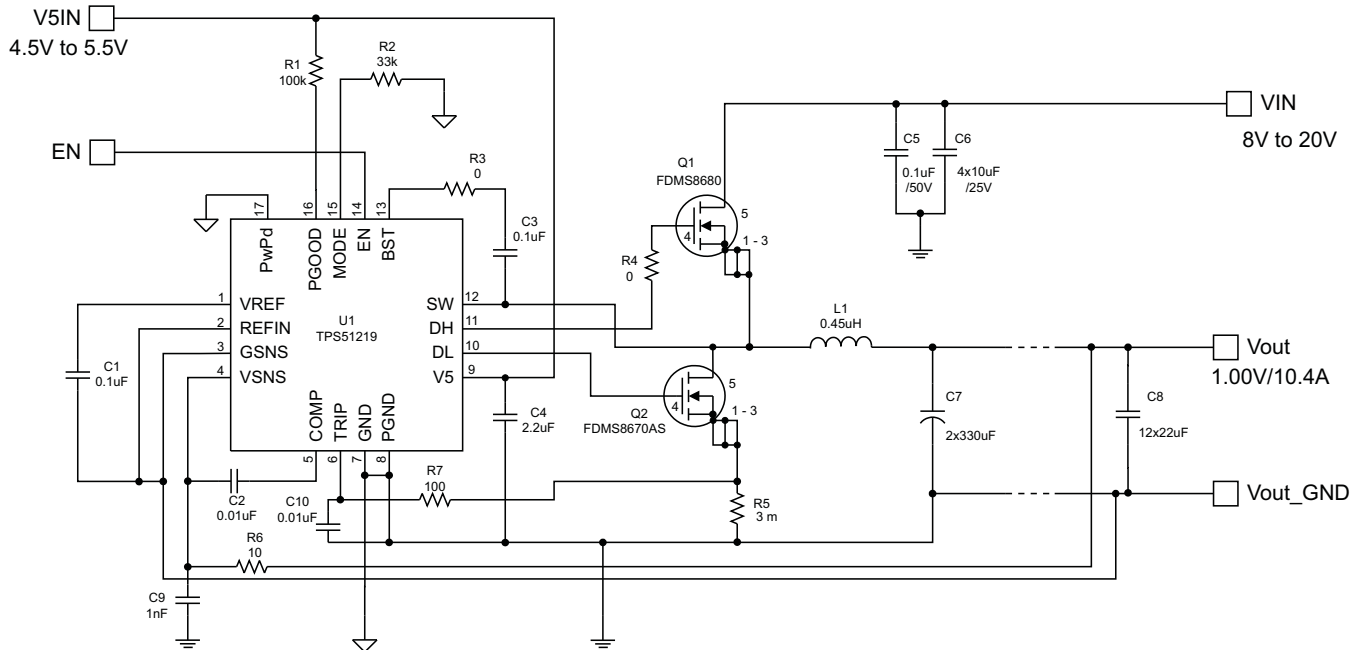 V5IN
4.5V to 5.5V
R1
100k
R2
33k
VIN
8V to 20V
EN
R3
0
Q1
FDMS8680
C5
0.1uF
/50V
C6
4x10uF
/25V
17
16
15
14
13
PwPd
PGOOD
MODE
EN
BST
C3
0.1uF
5
4
1 - 3
R4
0
1
VREF
2
REFIN
3
GSNS
4
VSNS
U1
TPS51219
SW
12
DH
11
DL
10
V5
9
L1
0.45uH
Vout
1.00V/10.4A
C1
0.1uF
COMP
TRIP
GND
PGND
5
6
7
8
C4
2.2uF
5
4
1 - 3
Q2
FDMS8670AS
C7
2x330uF
C8
12x22uF
C2
0.01uF
C10
0.01uF
R7
100
R5
3 m
Vout_GND
R6
10
C9
1nF